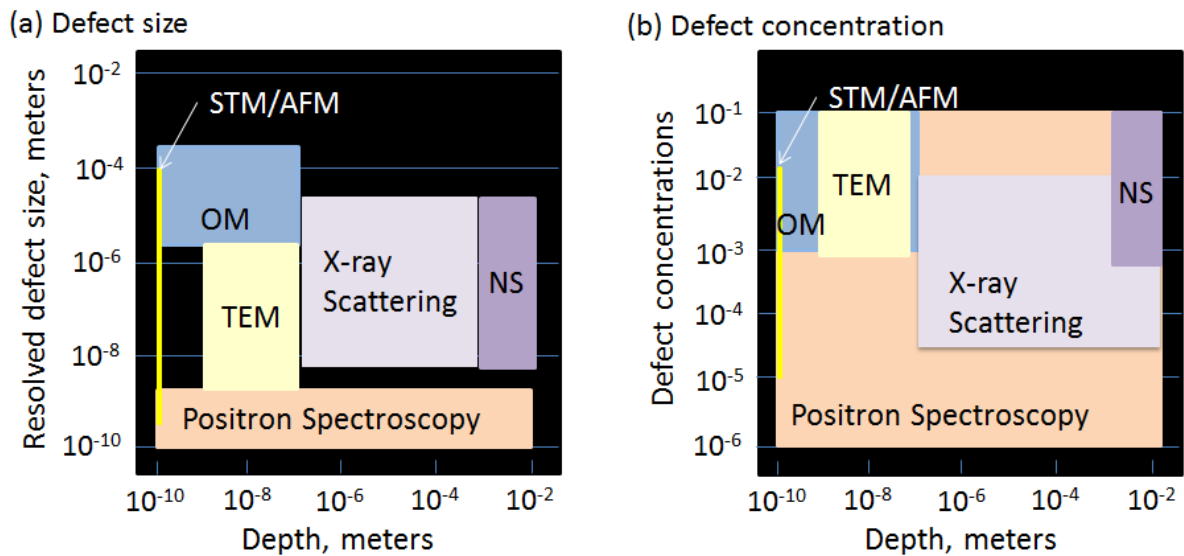 (a) Defect size
Resolved defect size, meters
10⁻²
10⁻⁴
10⁻⁶
10⁻⁸
10⁻¹⁰
STM/AFM
OM
TEM
X-ray
Scattering
NS
Positron Spectroscopy
10⁻¹⁰ 10⁻⁸ 10⁻⁶ 10⁻⁴ 10⁻²
Depth, meters
(b) Defect concentration
Defect concentrations
10⁻¹
10⁻²
10⁻³
10⁻⁴
10⁻⁵
10⁻⁶
STM/AFM
OM
TEM
NS
X-ray
Scattering
Positron Spectroscopy
10⁻¹⁰ 10⁻⁸ 10⁻⁶ 10⁻⁴ 10⁻²
Depth, meters